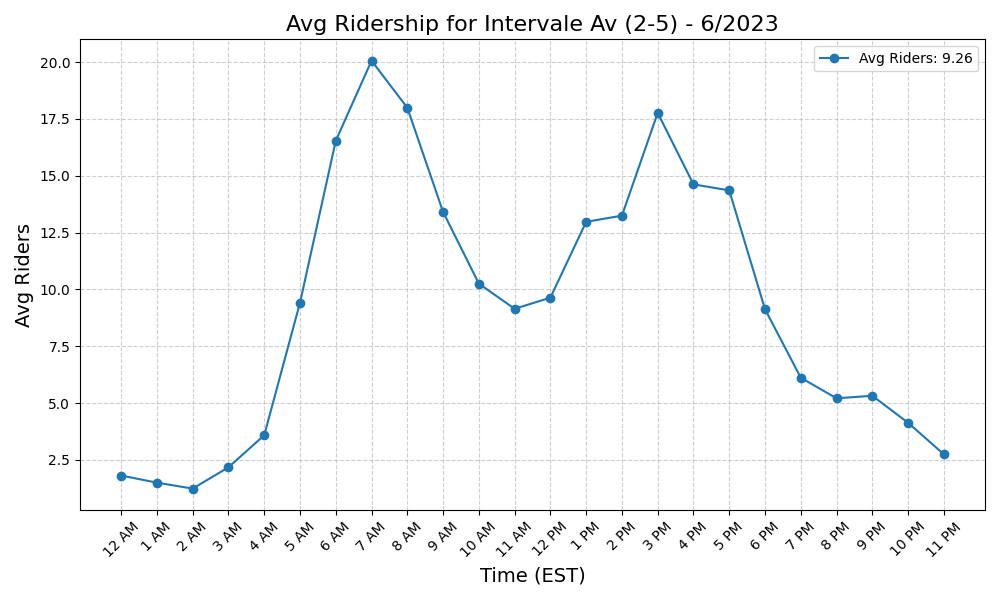 Avg Ridership for Intervale Av (2-5) - 6/2023
Avg Riders: 9.26
Avg Riders
20.0
17.5
15.0
12.5
10.0
7.5
5.0
2.5
12 AM
1 AM
2 AM
3 AM
4 AM
5 AM
6 AM
7 AM
8 AM
9 AM
10 AM
11 AM
12 PM
1 PM
2 PM
3 PM
4 PM
5 PM
6 PM
7 PM
8 PM
9 PM
10 PM
11 PM
Time (EST)